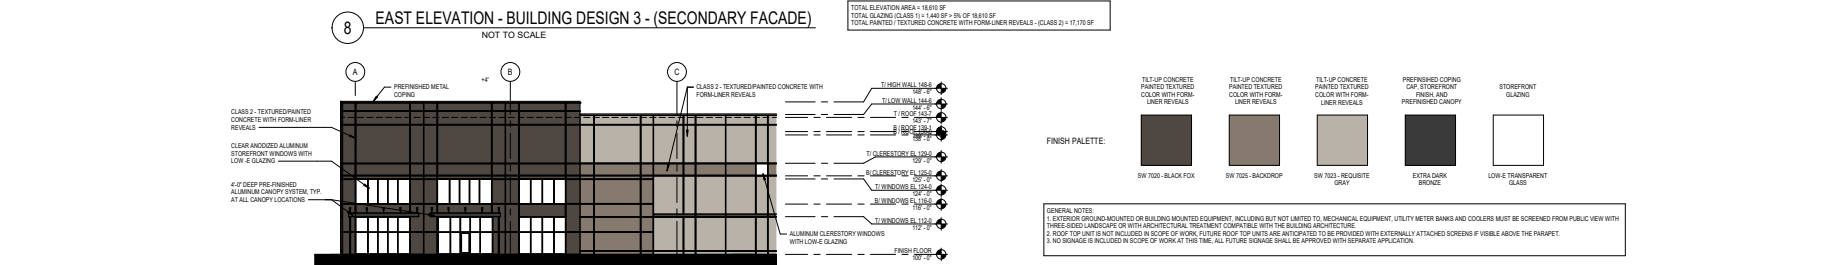 8
EAST ELEVATION - BUILDING DESIGN 3 - (SECONDARY FACADE)
NOT TO SCALE
TOTAL ELEVATION AREA = 18,610 SF
TOTAL GLAZING (CLASS 1) = 1,440 SF > 5% OF 18,610 SF
TOTAL PAINTED / TEXTURED CONCRETE WITH FORM-LINER REVEALS - (CLASS 2) = 17,170 SF
A
B
C
+4'
PREFINISHED METAL
COPING
CLASS 2 - TEXTURED/PAINTED CONCRETE WITH
FORM-LINER REVEALS
CLASS 2 - TEXTURED/PAINTED
CONCRETE WITH FORM-LINER
REVEALS
CLEAR ANODIZED ALUMINUM
STOREFRONT WINDOWS WITH
LOW -E GLAZING
4'-0" DEEP PRE-FINISHED
ALUMINUM CANOPY SYSTEM, TYP.
AT ALL CANOPY LOCATIONS
T/ HIGH WALL 148-6
148' - 6"
T/ LOW WALL 144-6
144' - 6"
T / ROOF 143-7
143' - 7"
B / ROOF 139-1
T/ CLERESTORY EL 129-0
129' - 0"
B/ CLERESTORY EL 125-0
125' - 0"
T/ WINDOWS EL 124-0
124' - 0"
B/ WINDOWS EL 116-0
116' - 0"
T/ WINDOWS EL 112-0
112' - 0"
ALUMINUM CLERESTORY WINDOWS
WITH LOW-E GLAZING
FINISH FLOOR
100' - 0"
FINISH PALETTE:
TILT-UP CONCRETE
PAINTED TEXTURED
COLOR WITH FORM-
LINER REVEALS
SW 7020 - BLACK FOX
TILT-UP CONCRETE
PAINTED TEXTURED
COLOR WITH FORM-
LINER REVEALS
SW 7025 - BACKDROP
TILT-UP CONCRETE
PAINTED TEXTURED
COLOR WITH FORM-
LINER REVEALS
SW 7023 - REQUISITE
GRAY
PREFINSIHED COPING
CAP, STOREFRONT
FINISH, AND
PREFINISHED CANOPY
EXTRA DARK
BRONZE
STOREFRONT
GLAZING
LOW-E TRANSPARENT
GLASS
GENERAL NOTES:
1. EXTERIOR GROUND-MOUNTED OR BUILDING MOUNTED EQUIPMENT, INCLUDING BUT NOT LIMITED TO, MECHANICAL EQUIPMENT, UTILITY METER BANKS AND COOLERS MUST BE SCREENED FROM PUBLIC VIEW WITH
THREE-SIDED LANDSCAPE OR WITH ARCHITECTURAL TREATMENT COMPATIBLE WITH THE BUILDING ARCHITECTURE.
2. ROOF TOP UNIT IS NOT INCLUDED IN SCOPE OF WORK, FUTURE ROOF TOP UNITS ARE ANTICIPATED TO BE PROVIDED WITH EXTERNALLY ATTACHED SCREENS IF VISIBLE ABOVE THE PARAPET.
3. NO SIGNAGE IS INCLUDED IN SCOPE OF WORK AT THIS TIME, ALL FUTURE SIGNAGE SHALL BE APPROVED WITH SEPARATE APPLICATION.